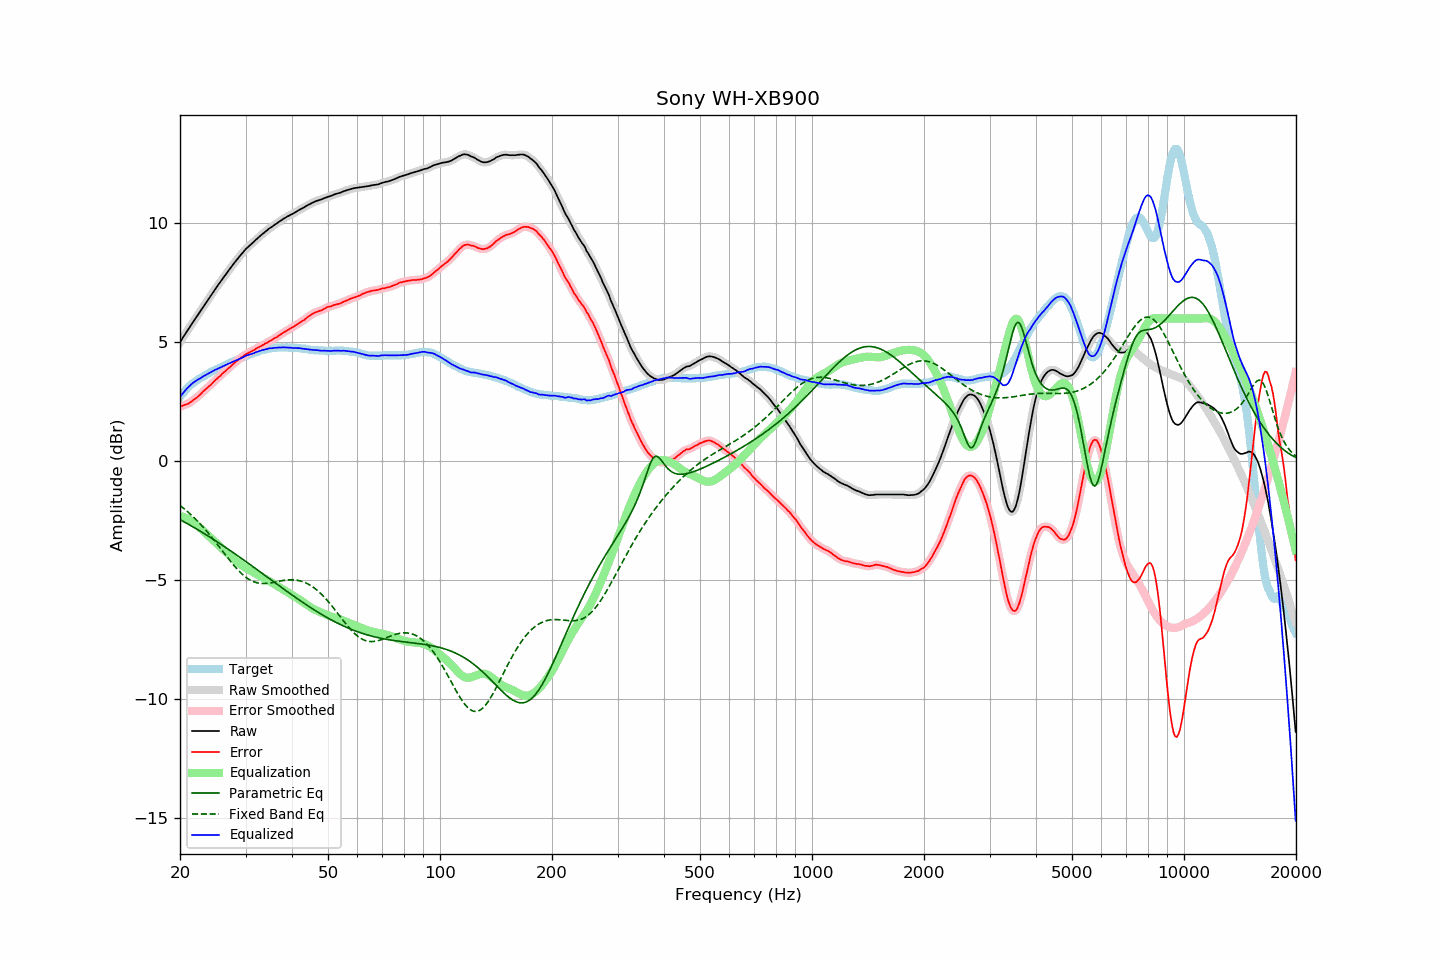 Sony WH-XB900
Amplitude (dBr)
10
5
0
−5
−10
−15
Target
Raw Smoothed
Error Smoothed
Raw
Error
Equalization
Parametric Eq
Fixed Band Eq
Equalized
20 50 100 200 500 1000 2000 5000 10000 20000
Frequency (Hz)